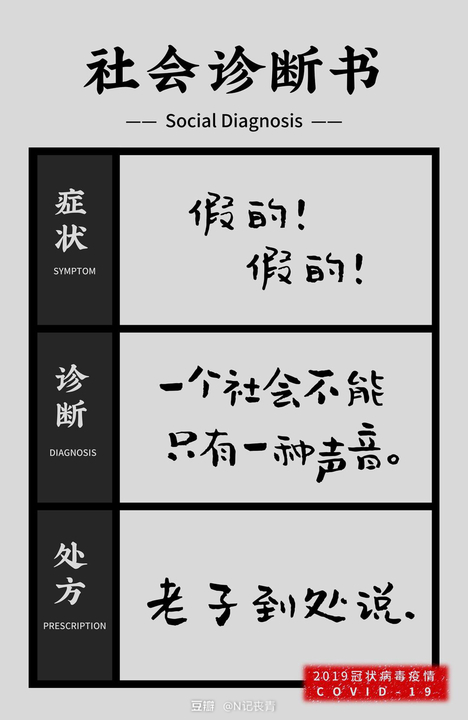 社会诊断书
—— Social Diagnosis ——
症状
SYMPTOM
假的！
假的！
诊断
DIAGNOSIS
一个社会不能
只有一种声音。
处方
PRESCRIPTION
老子到处说.
2019冠状病毒疫情
COVID-19
豆瓣 @N记丧青